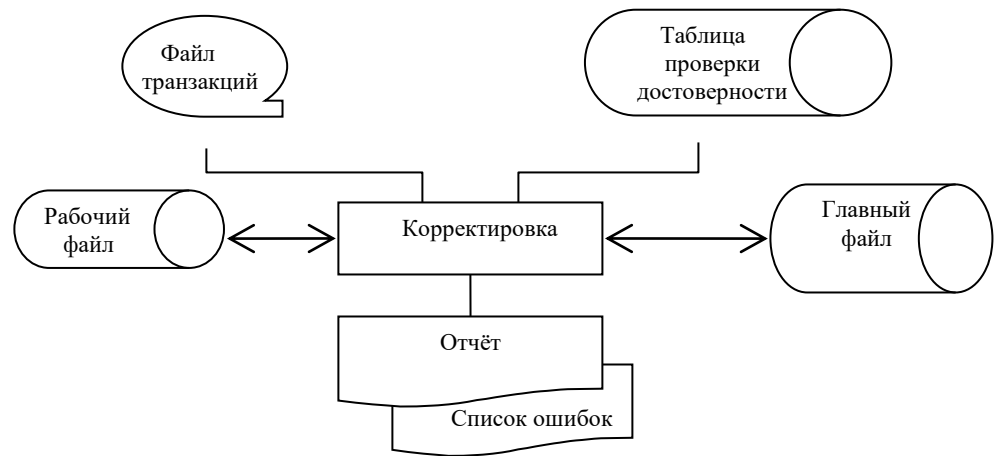 Файл
транзакций
Таблица
проверки
достоверности
Рабочий
файл
Корректировка
Главный
файл
Отчёт
Список ошибок